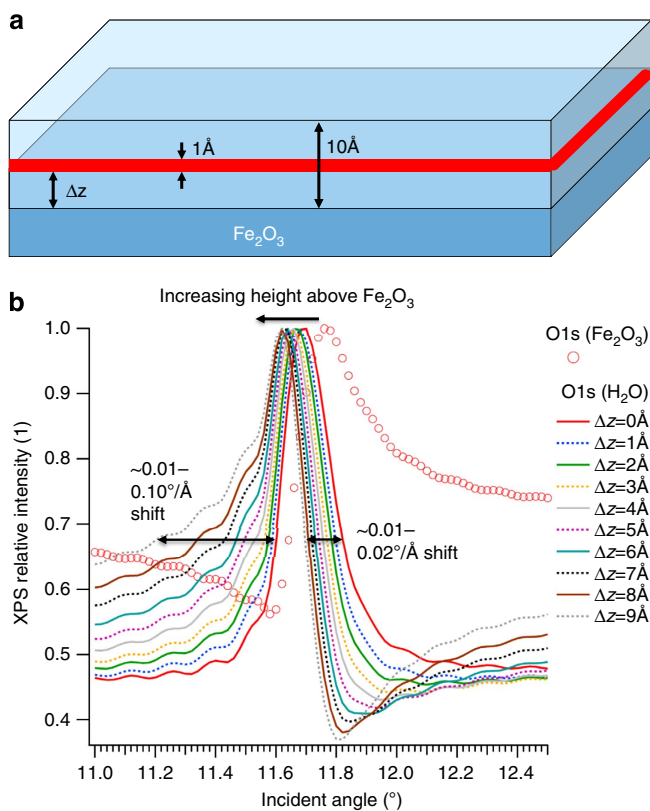 a
1Å
10Å
Δz
Fe₂O₃
b
Increasing height above Fe₂O₃
XPS relative intensity (1)
1.0
0.9
0.8
0.7
0.6
0.5
0.4
~0.01–
0.10°/Å
shift
~0.01–
0.02°/Å shift
11.0
11.2
11.4
11.6
11.8
12.0
12.2
12.4
Incident angle (°)
O1s (Fe₂O₃)
O1s (H₂O)
Δz=0Å
Δz=1Å
Δz=2Å
Δz=3Å
Δz=4Å
Δz=5Å
Δz=6Å
Δz=7Å
Δz=8Å
Δz=9Å